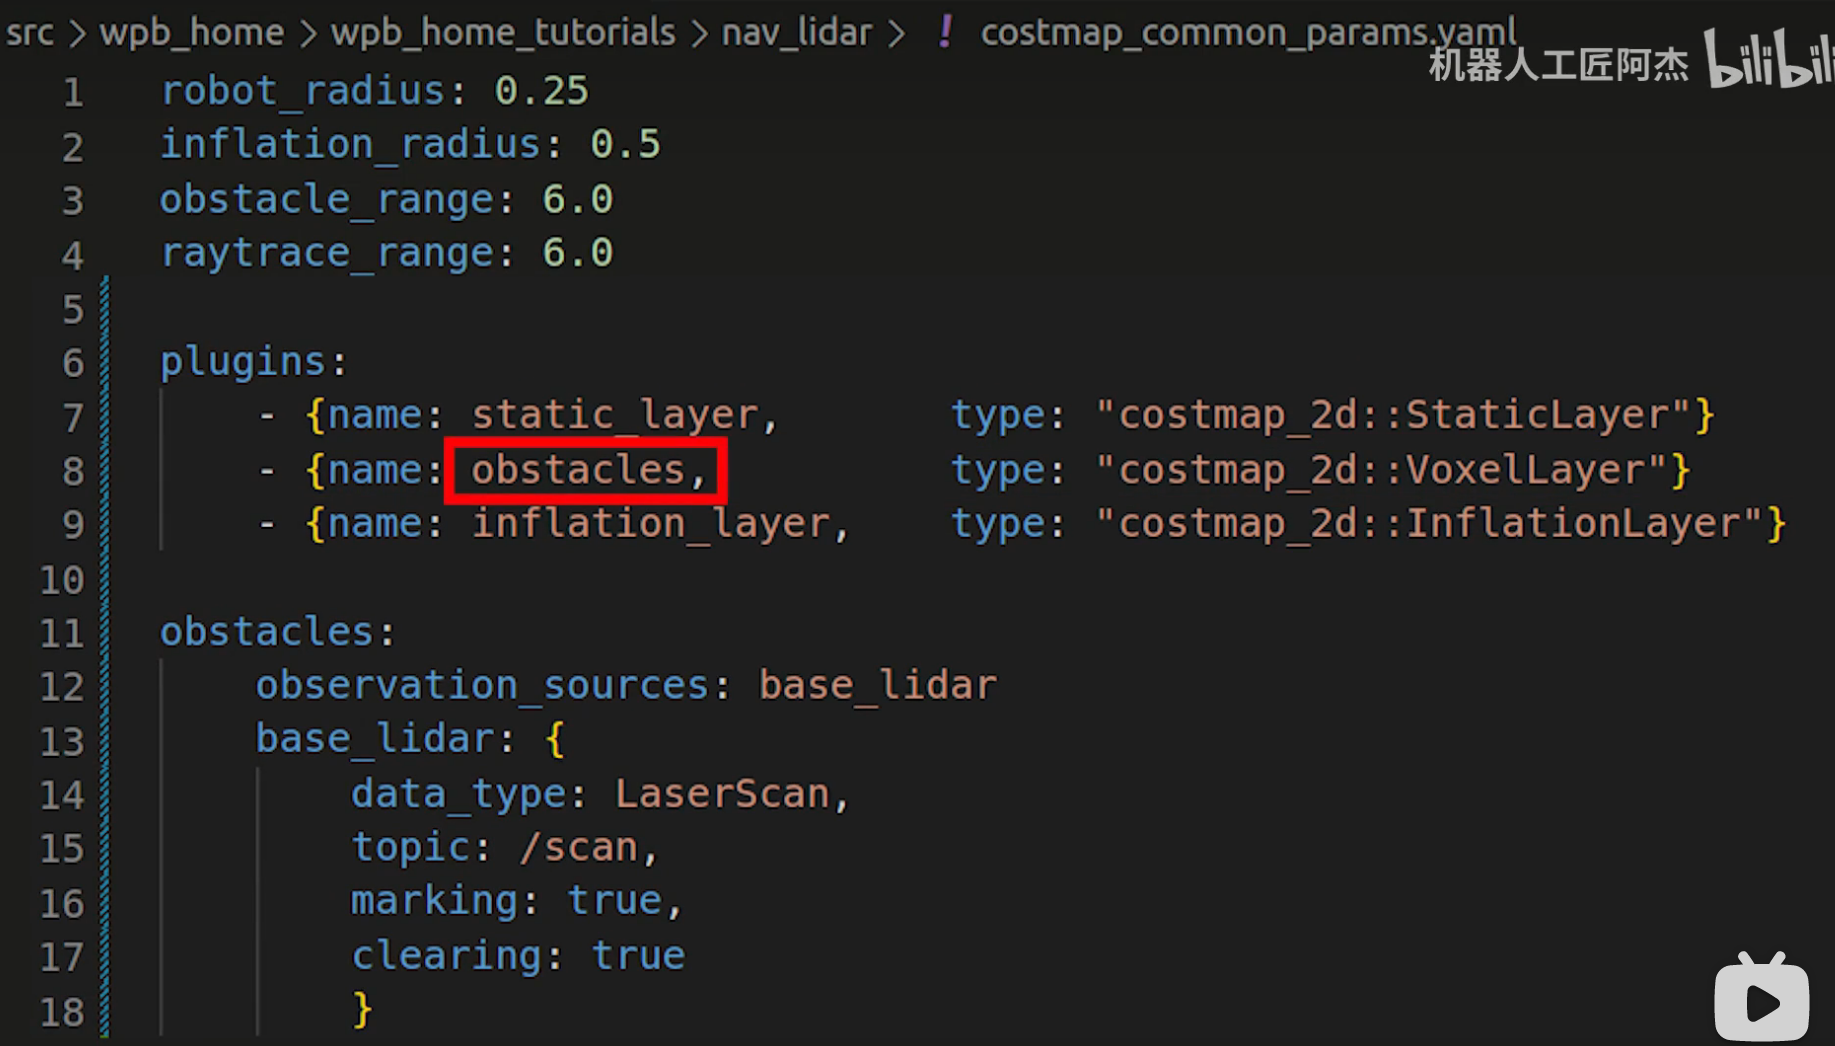 src > wpb_home > wpb_home_tutorials > nav_lidar > ! costmap_common_params.yaml
机器人工匠阿杰 bilibili
1 robot_radius: 0.25
2 inflation_radius: 0.5
3 obstacle_range: 6.0
4 raytrace_range: 6.0
5
6 plugins:
7 - {name: static_layer, type: "costmap_2d::StaticLayer"}
8 - {name: obstacles, type: "costmap_2d::VoxelLayer"}
9 - {name: inflation_layer, type: "costmap_2d::InflationLayer"}
10
11 obstacles:
12 observation_sources: base_lidar
13 base_lidar: {
14 data_type: LaserScan,
15 topic: /scan,
16 marking: true,
17 clearing: true
18 }